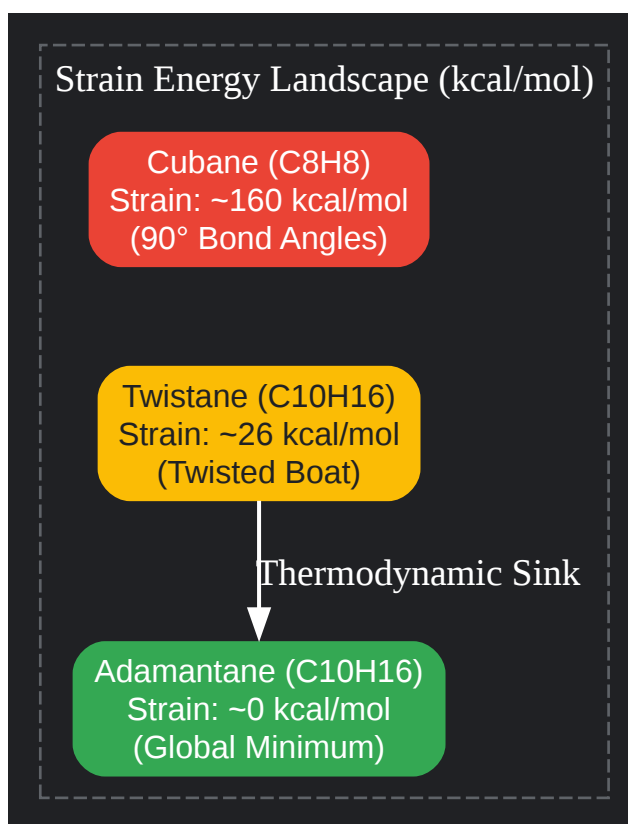 Strain Energy Landscape (kcal/mol)
Cubane (C8H8)
Strain: ~160 kcal/mol
(90° Bond Angles)
Twistane (C10H16)
Strain: ~26 kcal/mol
(Twisted Boat)
Thermodynamic Sink
Adamantane (C10H16)
Strain: ~0 kcal/mol
(Global Minimum)